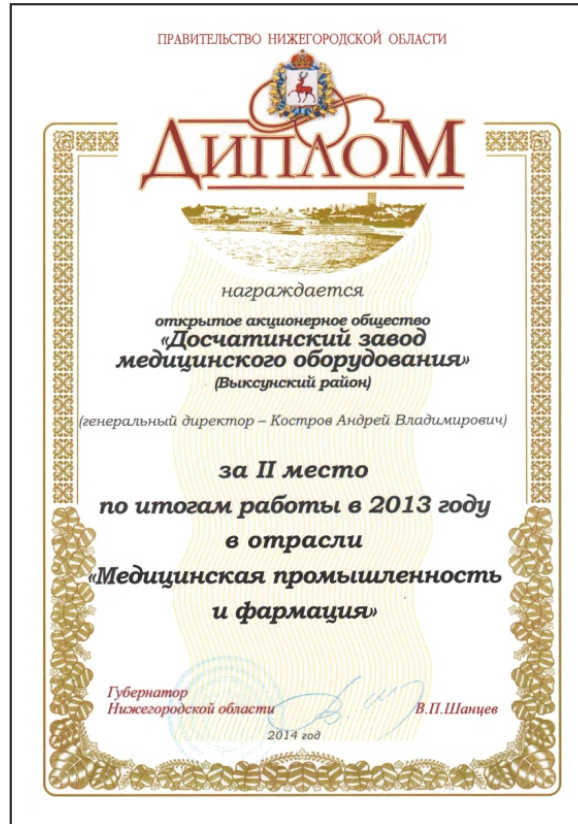 ПРАВИТЕЛЬСТВО НИЖЕГОРОДСКОЙ ОБЛАСТИ
ДИПЛОМ
награждается
открытое акционерное общество
«Досчатинский завод
медицинского оборудования»
(Выксунский район)
(генеральный директор – Костров Андрей Владимирович)
за II место
по итогам работы в 2013 году
в отрасли
«Медицинская промышленность
и фармация»
Губернатор
Нижегородской области В.П.Шанцев
2014 год